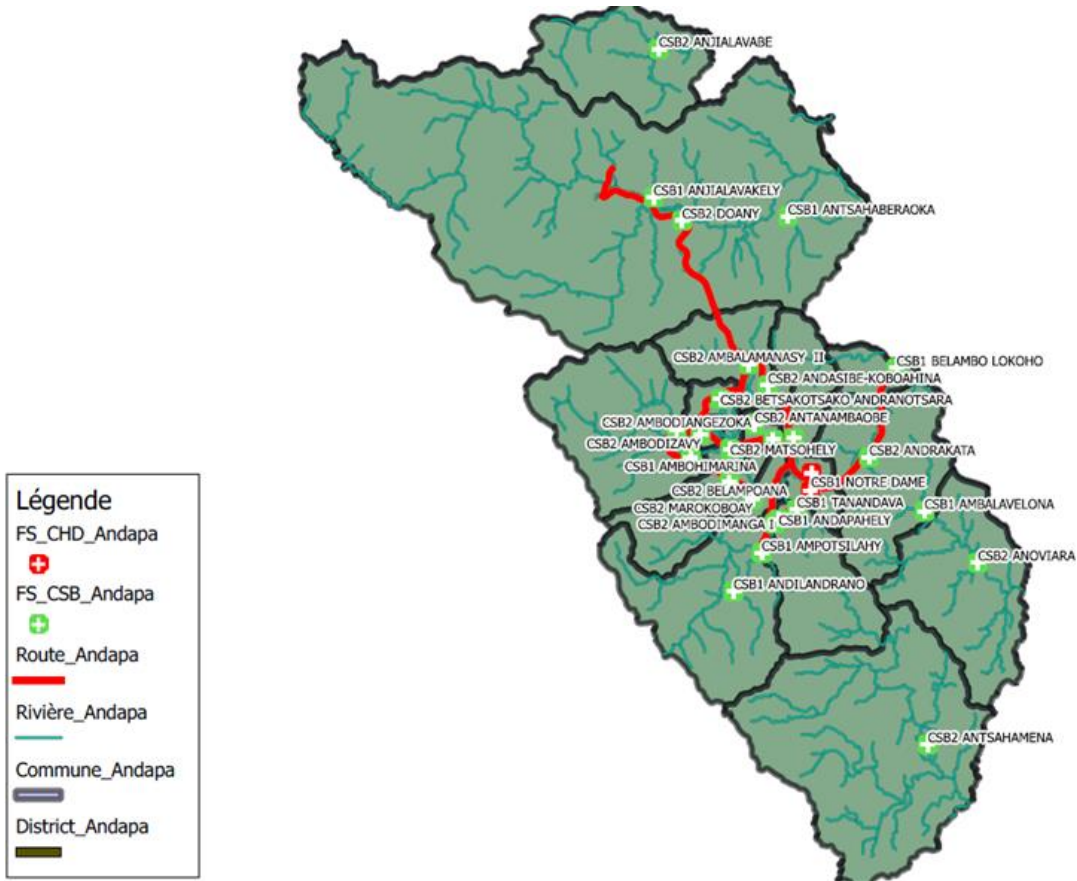 CSB2 ANJIALAVABE
CSB1 ANJIALAVAKELY
CSB2 DOANY
CSB1 ANTSAHABERAOKA
CSB2 AMBALAMANASY II
CSB1 BELAMBO LOKOHO
CSB2 ANDASIBE-KOBOAHINA
CSB2 BETSAKOTSAKO ANDRANOTSARA
CSB2 AMBODIANGEZOKA
CSB2 ANTANAMBAOBE
CSB2 AMBODIZAVY
CSB2 MATSOHELY
CSB2 ANDRAKATA
CSB1 AMBOHIMARINA
CSB1 NOTRE DAME
CSB2 BELAMPOANA
CSB2 MAROKOBOAY
CSB1 TANANDAVA
CSB1 AMBALAVELONA
CSB2 AMBODIMANGA I
CSB1 ANDAPAHELY
CSB1 AMPOTSILAHY
CSB2 ANOVIARA
CSB1 ANDILANDRANO
CSB2 ANTSAHAMENA
Légende
FS_CHD_Andapa
FS_CSB_Andapa
Route_Andapa
Rivière_Andapa
Commune_Andapa
District_Andapa